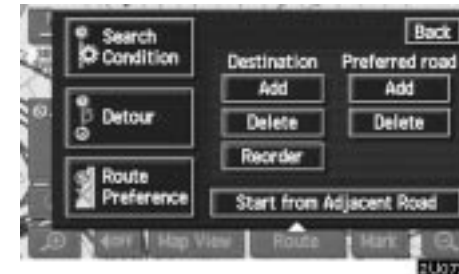 Back
Search
Condition
Destination
Preferred road
Add
Add
Detour
Delete
Delete
Reorder
Route
Preference
Start from Adjacent Road
OFF
Map View
Route
Mark